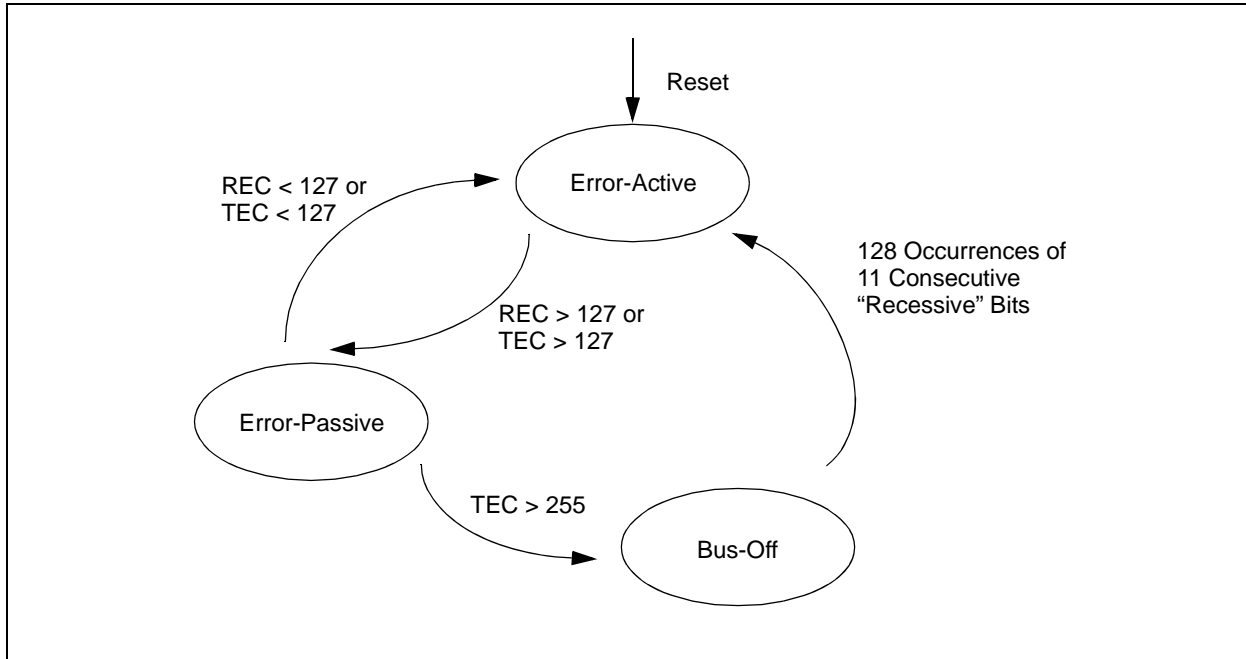 Reset
Error-Active
REC < 127 or
TEC < 127
128 Occurrences of
11 Consecutive
“Recessive” Bits
REC > 127 or
TEC > 127
Error-Passive
TEC > 255
Bus-Off